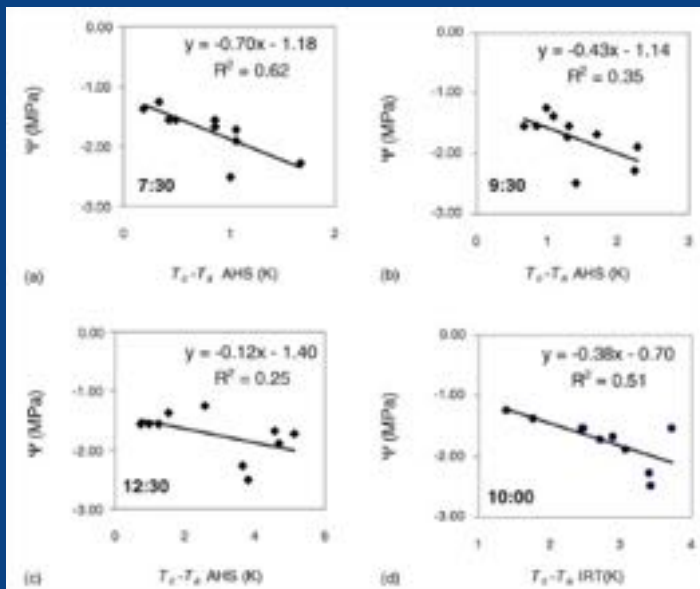 0.00
y = -0.70x - 1.18
R² = 0.62
-1.00
Ψ (MPa)
-2.00
7:30
-3.00
0 1 2
(a) Tc-Ta AHS (K)
0.00
y = -0.43x - 1.14
R² = 0.35
-1.00
Ψ (MPa)
-2.00
9:30
-3.00
0 1 2 3
(b) Tc-Ta AHS (K)
0.00
y = -0.12x - 1.40
R² = 0.25
-1.00
Ψ (MPa)
-2.00
12:30
-3.00
0 2 4 6
(c) Tc-Ta AHS (K)
0.00
y = -0.38x - 0.70
R² = 0.51
-1.00
Ψ (MPa)
-2.00
10:00
-3.00
1 2 3 4
(d) Tc-Ta IRT(K)